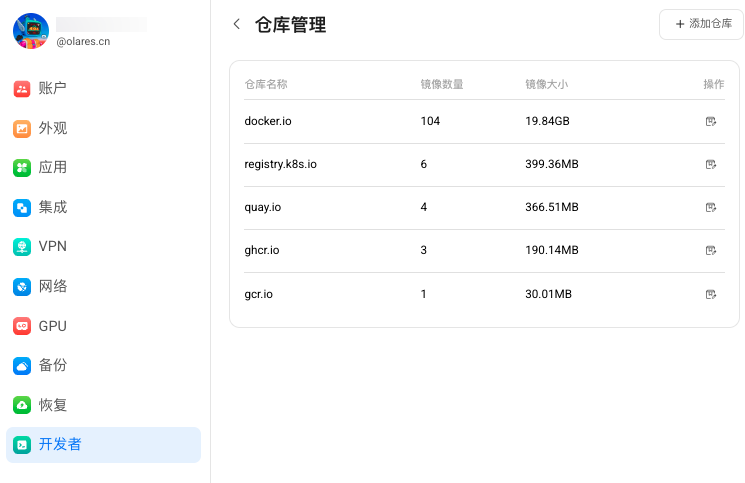 @olares.cn
账户
外观
应用
集成
VPN
网络
GPU
备份
恢复
开发者
仓库管理
添加仓库
仓库名称 镜像数量 镜像大小 操作
docker.io 104 19.84GB
registry.k8s.io 6 399.36MB
quay.io 4 366.51MB
ghcr.io 3 190.14MB
gcr.io 1 30.01MB